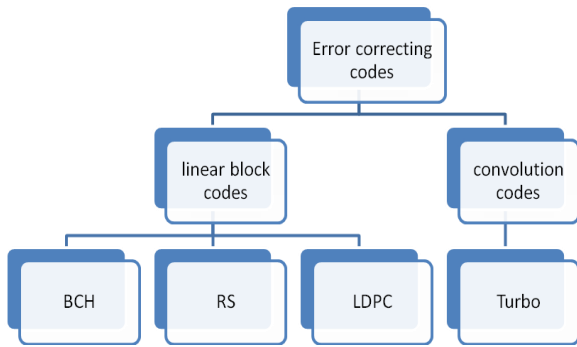 Error correcting
codes
linear block
codes
convolution
codes
BCH
RS
LDPC
Turbo